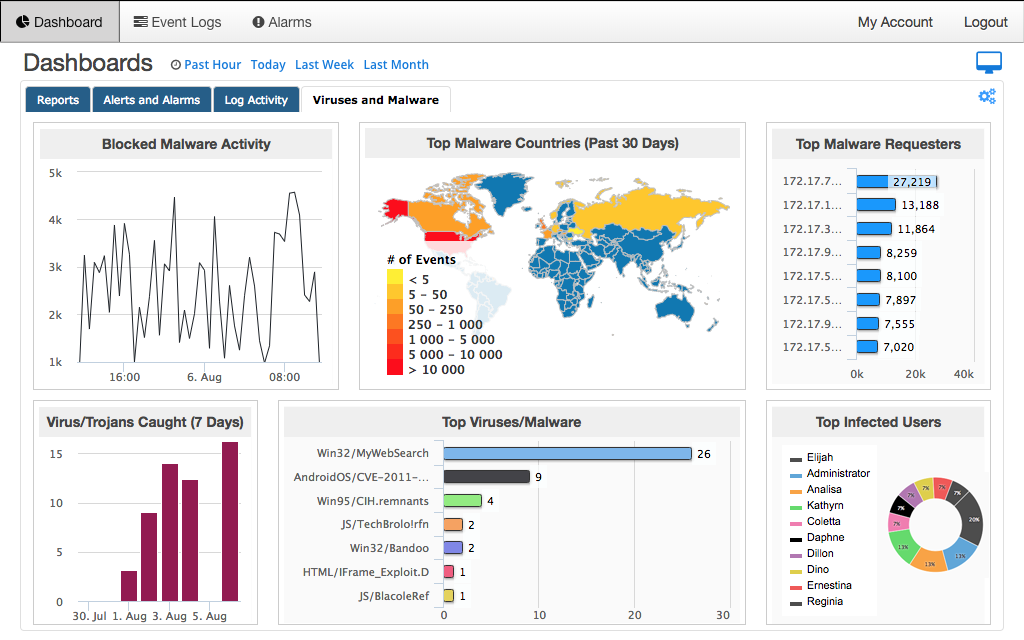 Dashboard Event Logs Alarms My Account Logout
Dashboards Past Hour Today Last Week Last Month
Reports Alerts and Alarms Log Activity Viruses and Malware
Blocked Malware Activity
5k
4k
3k
2k
1k
16:00 6. Aug 08:00
Top Malware Countries (Past 30 Days)
# of Events
< 5
5 – 50
50 – 250
250 – 1 000
1 000 – 5 000
5 000 – 10 000
> 10 000
Top Malware Requesters
172.17.7... 27,219
172.17.1... 13,188
172.17.3... 11,864
172.17.9... 8,259
172.17.5... 8,100
172.17.5... 7,897
172.17.9... 7,555
172.17.5... 7,020
0k 20k 40k
Virus/Trojans Caught (7 Days)
15
10
5
0
30. Jul 1. Aug 3. Aug 5. Aug
Top Viruses/Malware
Win32/MyWebSearch 26
AndroidOS/CVE-2011-... 9
Win95/CIH.remnants 4
JS/TechBrolo!rfn 2
Win32/Bandoo 2
HTML/IFrame_Exploit.D 1
JS/BlacoleRef 1
0 10 20 30
Top Infected Users
Elijah
Administrator
Analisa
Kathyrn
Coletta
Daphne
Dillon
Dino
Ernestina
Reginia
7%
7%
20%
13%
13%
13%
7%
7%
7%
7%